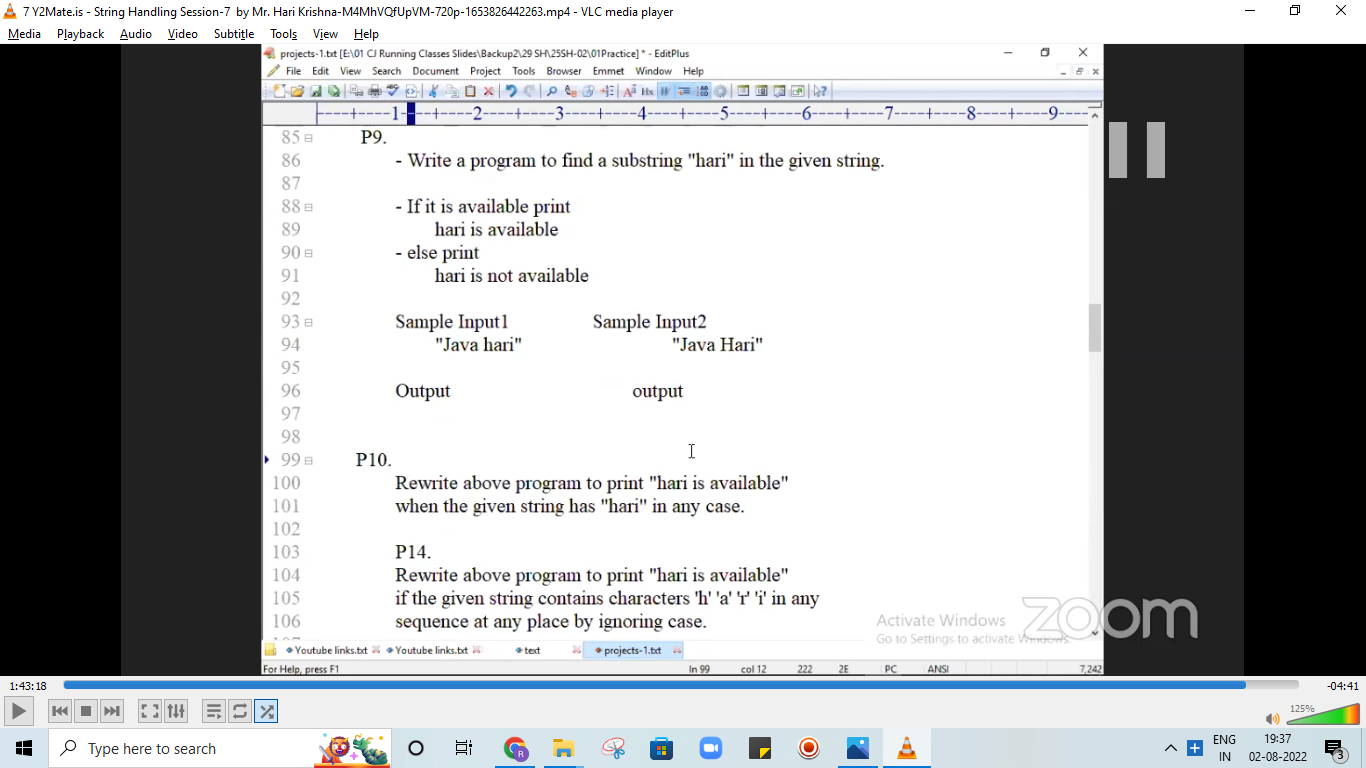 7 Y2Mate.is - String Handling Session-7 by Mr. Hari Krishna-M4MhVQfUpVM-720p-1653826442263.mp4 - VLC media player
Media Playback Audio Video Subtitle Tools View Help
projects-1.txt [E:\01 CJ Running Classes Slides\Backup2\29 SH\25SH-02\01Practice] * - EditPlus
File Edit View Search Document Project Tools Browser Emmet Window Help
----+----1----+----2----+----3----+----4----+----5----+----6----+----7----+----8----+----9----
85 P9.
86 - Write a program to find a substring "hari" in the given string.
87
88 - If it is available print
89 hari is available
90 - else print
91 hari is not available
92
93 Sample Input1 Sample Input2
94 "Java hari" "Java Hari"
95
96 Output output
97
98
99 P10.
100 Rewrite above program to print "hari is available"
101 when the given string has "hari" in any case.
102
103 P14.
104 Rewrite above program to print "hari is available"
105 if the given string contains characters 'h' 'a' 'r' 'i' in any
106 sequence at any place by ignoring case.
Activate Windows
Go to Settings to activate Windows.
zoom
Youtube links.txt Youtube links.txt text projects-1.txt
For Help, press F1 ln 99 col 12 222 2E PC ANSI 7,242
1:43:18 -04:41
125%
Type here to search
ENG 19:37
IN 02-08-2022 3